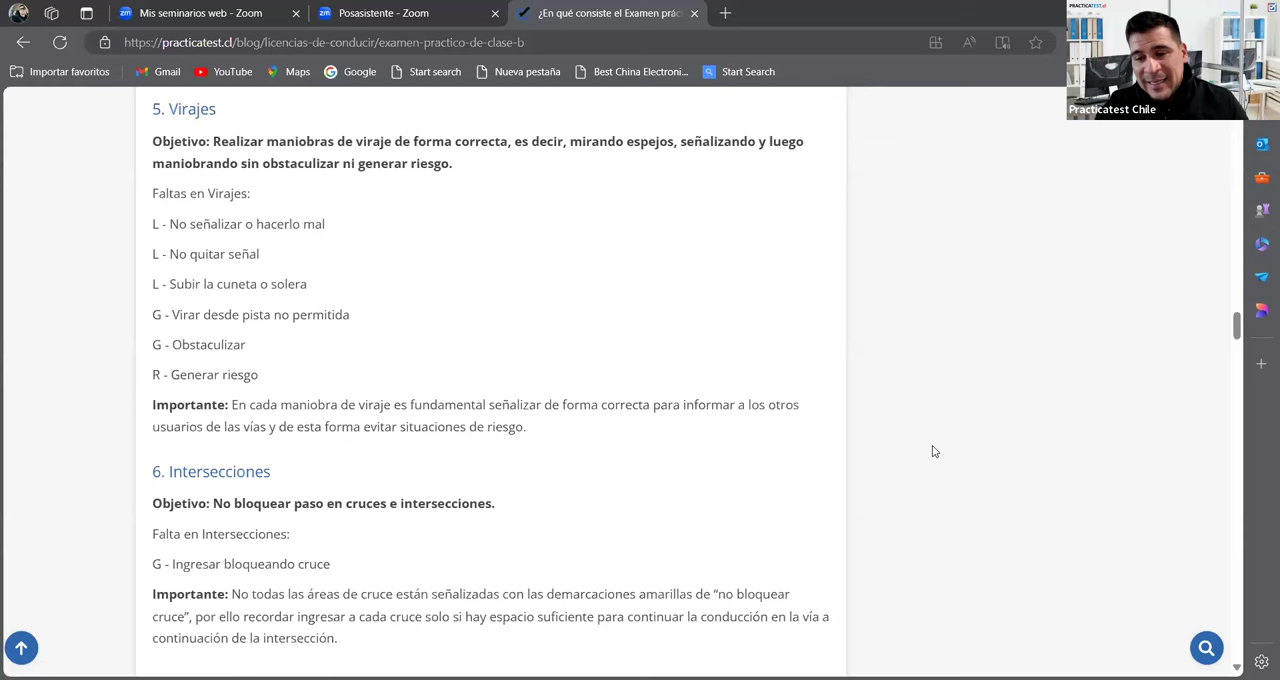 Mis seminarios web - Zoom
Posasistente - Zoom
¿En qué consiste el Examen prác
https://practicatest.cl/blog/licencias-de-conducir/examen-practico-de-clase-b
Importar favoritos
Gmail
YouTube
Maps
Google
Start search
Nueva pestaña
Best China Electroni...
Start Search
PRACTICATEST.cl
Practicatest Chile
5. Virajes
Objetivo: Realizar maniobras de viraje de forma correcta, es decir, mirando espejos, señalizando y luego
maniobrando sin obstaculizar ni generar riesgo.
Faltas en Virajes:
L - No señalizar o hacerlo mal
L - No quitar señal
L - Subir la cuneta o solera
G - Virar desde pista no permitida
G - Obstaculizar
R - Generar riesgo
Importante: En cada maniobra de viraje es fundamental señalizar de forma correcta para informar a los otros
usuarios de las vías y de esta forma evitar situaciones de riesgo.
6. Intersecciones
Objetivo: No bloquear paso en cruces e intersecciones.
Falta en Intersecciones:
G - Ingresar bloqueando cruce
Importante: No todas las áreas de cruce están señalizadas con las demarcaciones amarillas de “no bloquear
cruce”, por ello recordar ingresar a cada cruce solo si hay espacio suficiente para continuar la conducción en la vía a
continuación de la intersección.